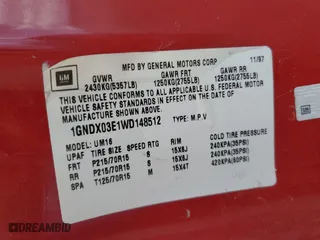 MFD BY GENERAL MOTORS CORP 11/97
GM
GVWR GAWR FRT GAWR RR
2430KG(5357LB) 1250KG(2755LB) 1250KG(2755LB)
THIS VEHICLE CONFORMS TO ALL APPLICABLE U.S. FEDERAL MOTOR
VEHICLE SAFETY STANDARDS IN EFFECT ON THE DATE OF
MANUFACTURE SHOWN ABOVE.
1GNDX03E1WD148512 TYPE: M.P.V
MODEL: UM16
UPAF TIRE SIZE SPEED RTG RIM COLD TIRE PRESSURE
FRT P215/70R15 S 15X6J 240KPA(35PSI)
RR P215/70R15 S 15X6J 240KPA(35PSI)
SPA T125/70R15 M 15X4T 420KPA(60PSI)